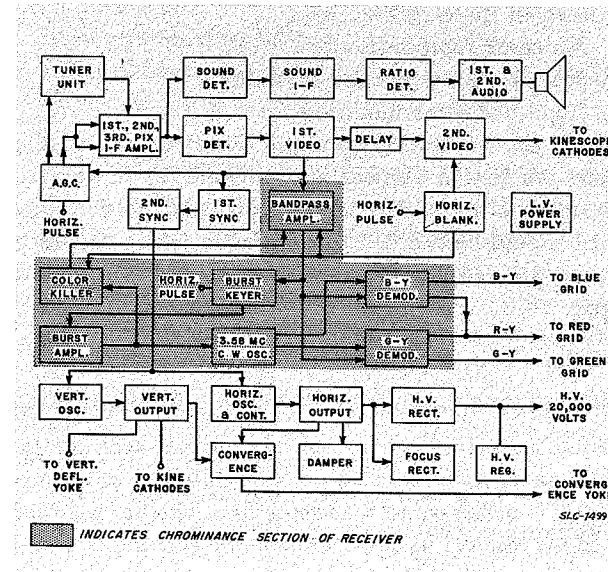 TUNER
UNIT
SOUND
DET.
SOUND
I-F
RATIO
DET.
1ST. &
2ND.
AUDIO
1ST., 2ND,
3RD. PIX
I-F AMPL.
PIX
DET.
1ST.
VIDEO
DELAY
2ND.
VIDEO
TO
KINESCOPE
CATHODES
A.G.C.
HORIZ.
PULSE
2ND.
SYNC
1ST.
SYNC
BANDPASS
AMPL.
HORIZ.
PULSE
HORIZ.
BLANK.
L.V.
POWER
SUPPLY
COLOR
KILLER
HORIZ.
PULSE
BURST
KEYER
B-Y
DEMOD.
B-Y
TO BLUE
GRID
BURST
AMPL.
3.58 MC
C.W. OSC.
G-Y
DEMOD.
R-Y
TO RED
GRID
G-Y
TO GREEN
GRID
VERT.
OSC.
VERT.
OUTPUT
HORIZ.
OSC.
& CONT.
HORIZ.
OUTPUT
H.V.
RECT.
H.V.
20,000
VOLTS
TO VERT.
DEFL.
YOKE
TO KINE
CATHODES
CONVERG-
ENCE
DAMPER
FOCUS
RECT.
H.V.
REG.
TO
CONVERG
ENCE YOKE
SLC-7499
INDICATES CHROMINANCE SECTION OF RECEIVER